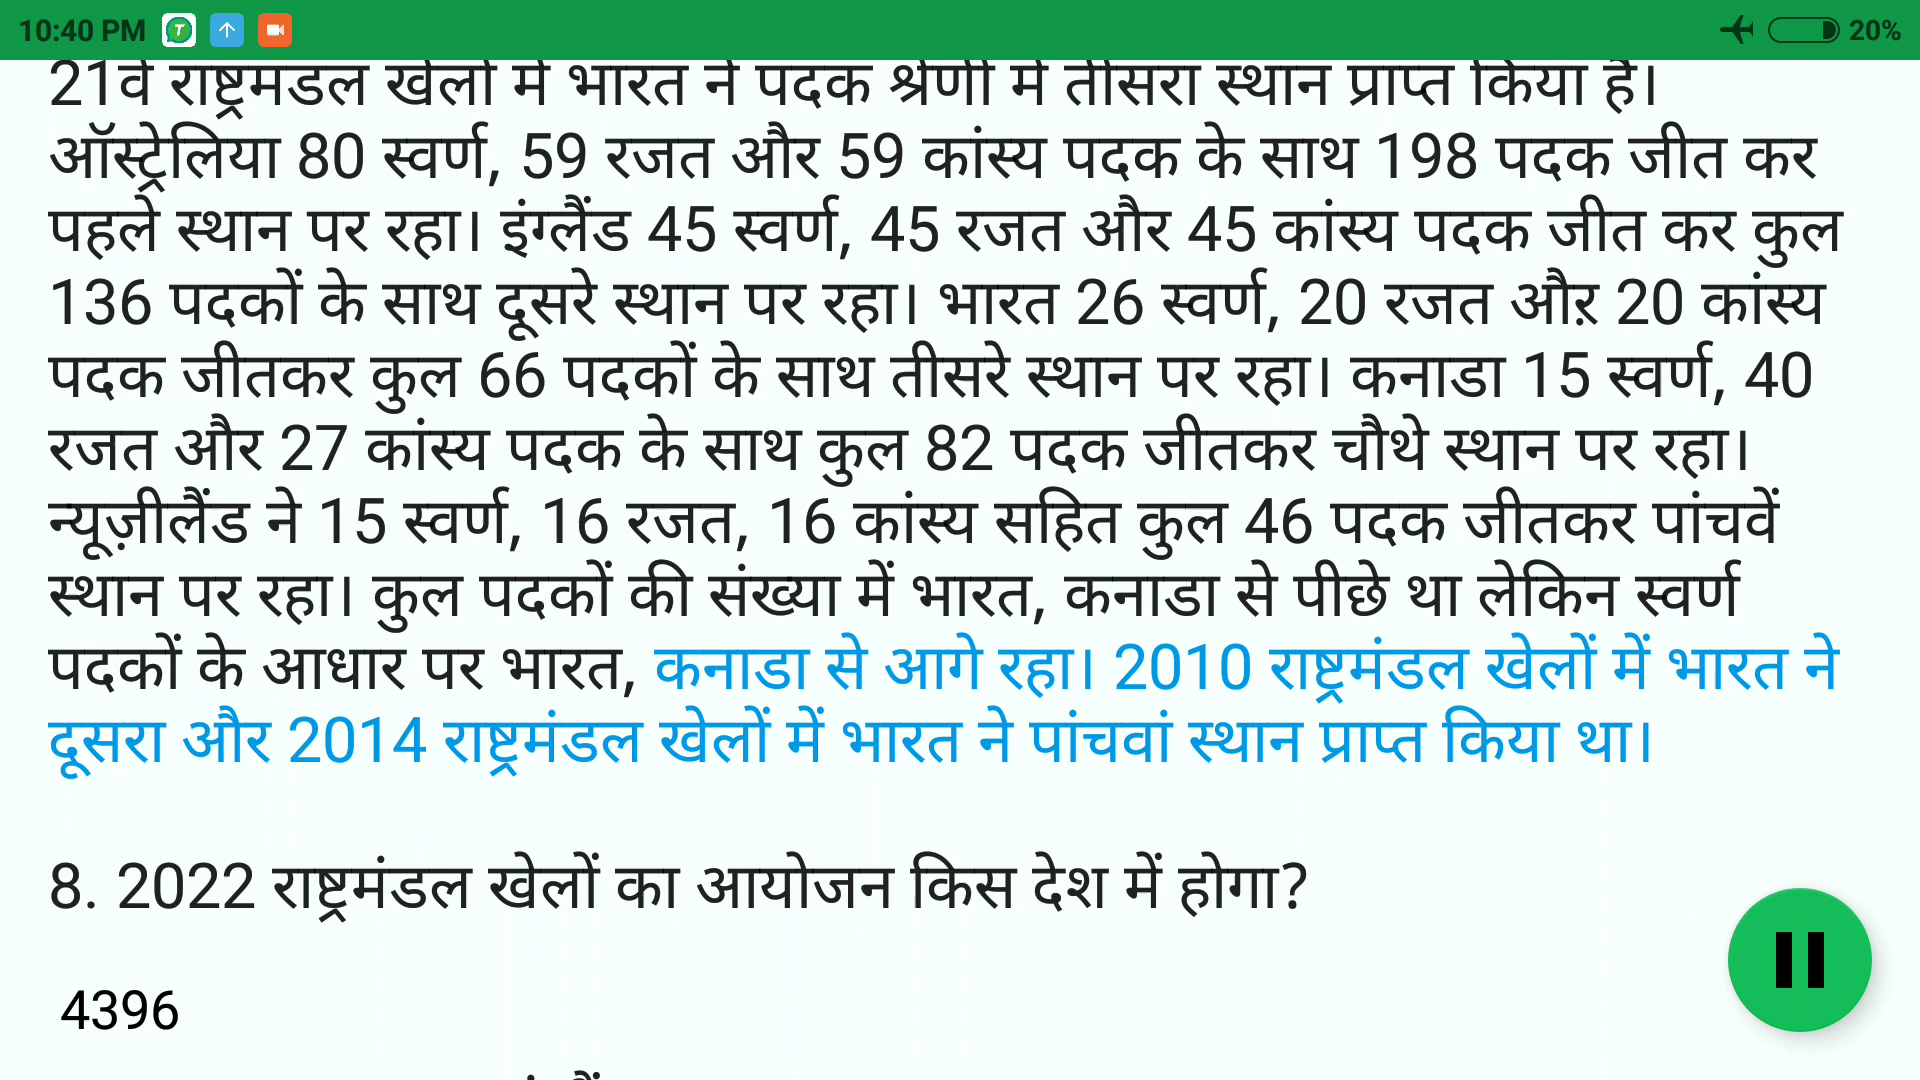 10:40 PM
20%
21वें राष्ट्रमंडल खेलों में भारत ने पदक श्रेणी में तीसरा स्थान प्राप्त किया है।
ऑस्ट्रेलिया 80 स्वर्ण, 59 रजत और 59 कांस्य पदक के साथ 198 पदक जीत कर
पहले स्थान पर रहा। इंग्लैंड 45 स्वर्ण, 45 रजत और 45 कांस्य पदक जीत कर कुल
136 पदकों के साथ दूसरे स्थान पर रहा। भारत 26 स्वर्ण, 20 रजत औऱ 20 कांस्य
पदक जीतकर कुल 66 पदकों के साथ तीसरे स्थान पर रहा। कनाडा 15 स्वर्ण, 40
रजत और 27 कांस्य पदक के साथ कुल 82 पदक जीतकर चौथे स्थान पर रहा।
न्यूज़ीलैंड ने 15 स्वर्ण, 16 रजत, 16 कांस्य सहित कुल 46 पदक जीतकर पांचवें
स्थान पर रहा। कुल पदकों की संख्या में भारत, कनाडा से पीछे था लेकिन स्वर्ण
पदकों के आधार पर भारत, कनाडा से आगे रहा। 2010 राष्ट्रमंडल खेलों में भारत ने
दूसरा और 2014 राष्ट्रमंडल खेलों में भारत ने पांचवां स्थान प्राप्त किया था।
8. 2022 राष्ट्रमंडल खेलों का आयोजन किस देश में होगा?
4396